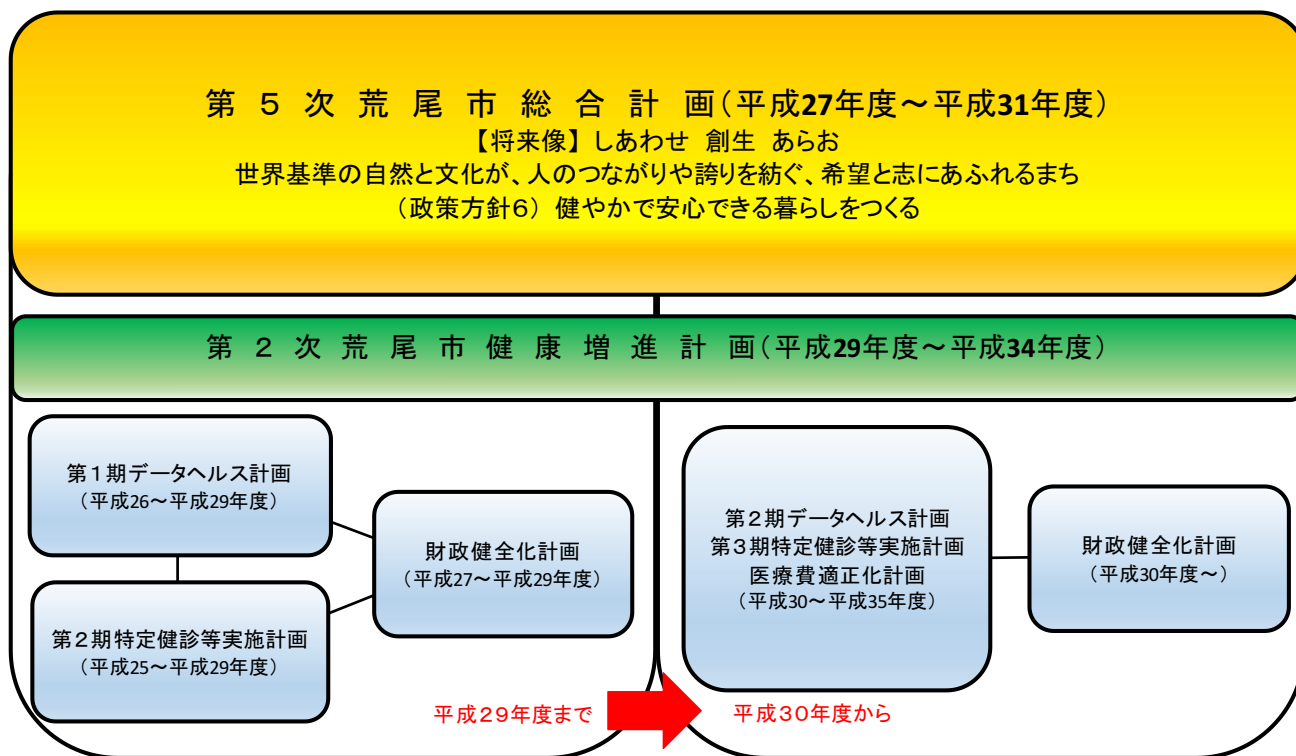 第５次荒尾市総合計画（平成27年度～平成31年度）
【将来像】しあわせ 創生 あらお
世界基準の自然と文化が、人のつながりや誇りを紡ぐ、希望と志にあふれるまち
（政策方針６）健やかで安心できる暮らしをつくる
第２次荒尾市健康増進計画（平成29年度～平成34年度）
第１期データヘルス計画
（平成26～平成29年度）
第２期特定健診等実施計画
（平成25～平成29年度）
財政健全化計画
（平成27～平成29年度）
第２期データヘルス計画
第３期特定健診等実施計画
医療費適正化計画
（平成30～平成35年度）
財政健全化計画
（平成30年度～）
平成２９年度まで
平成３０年度から